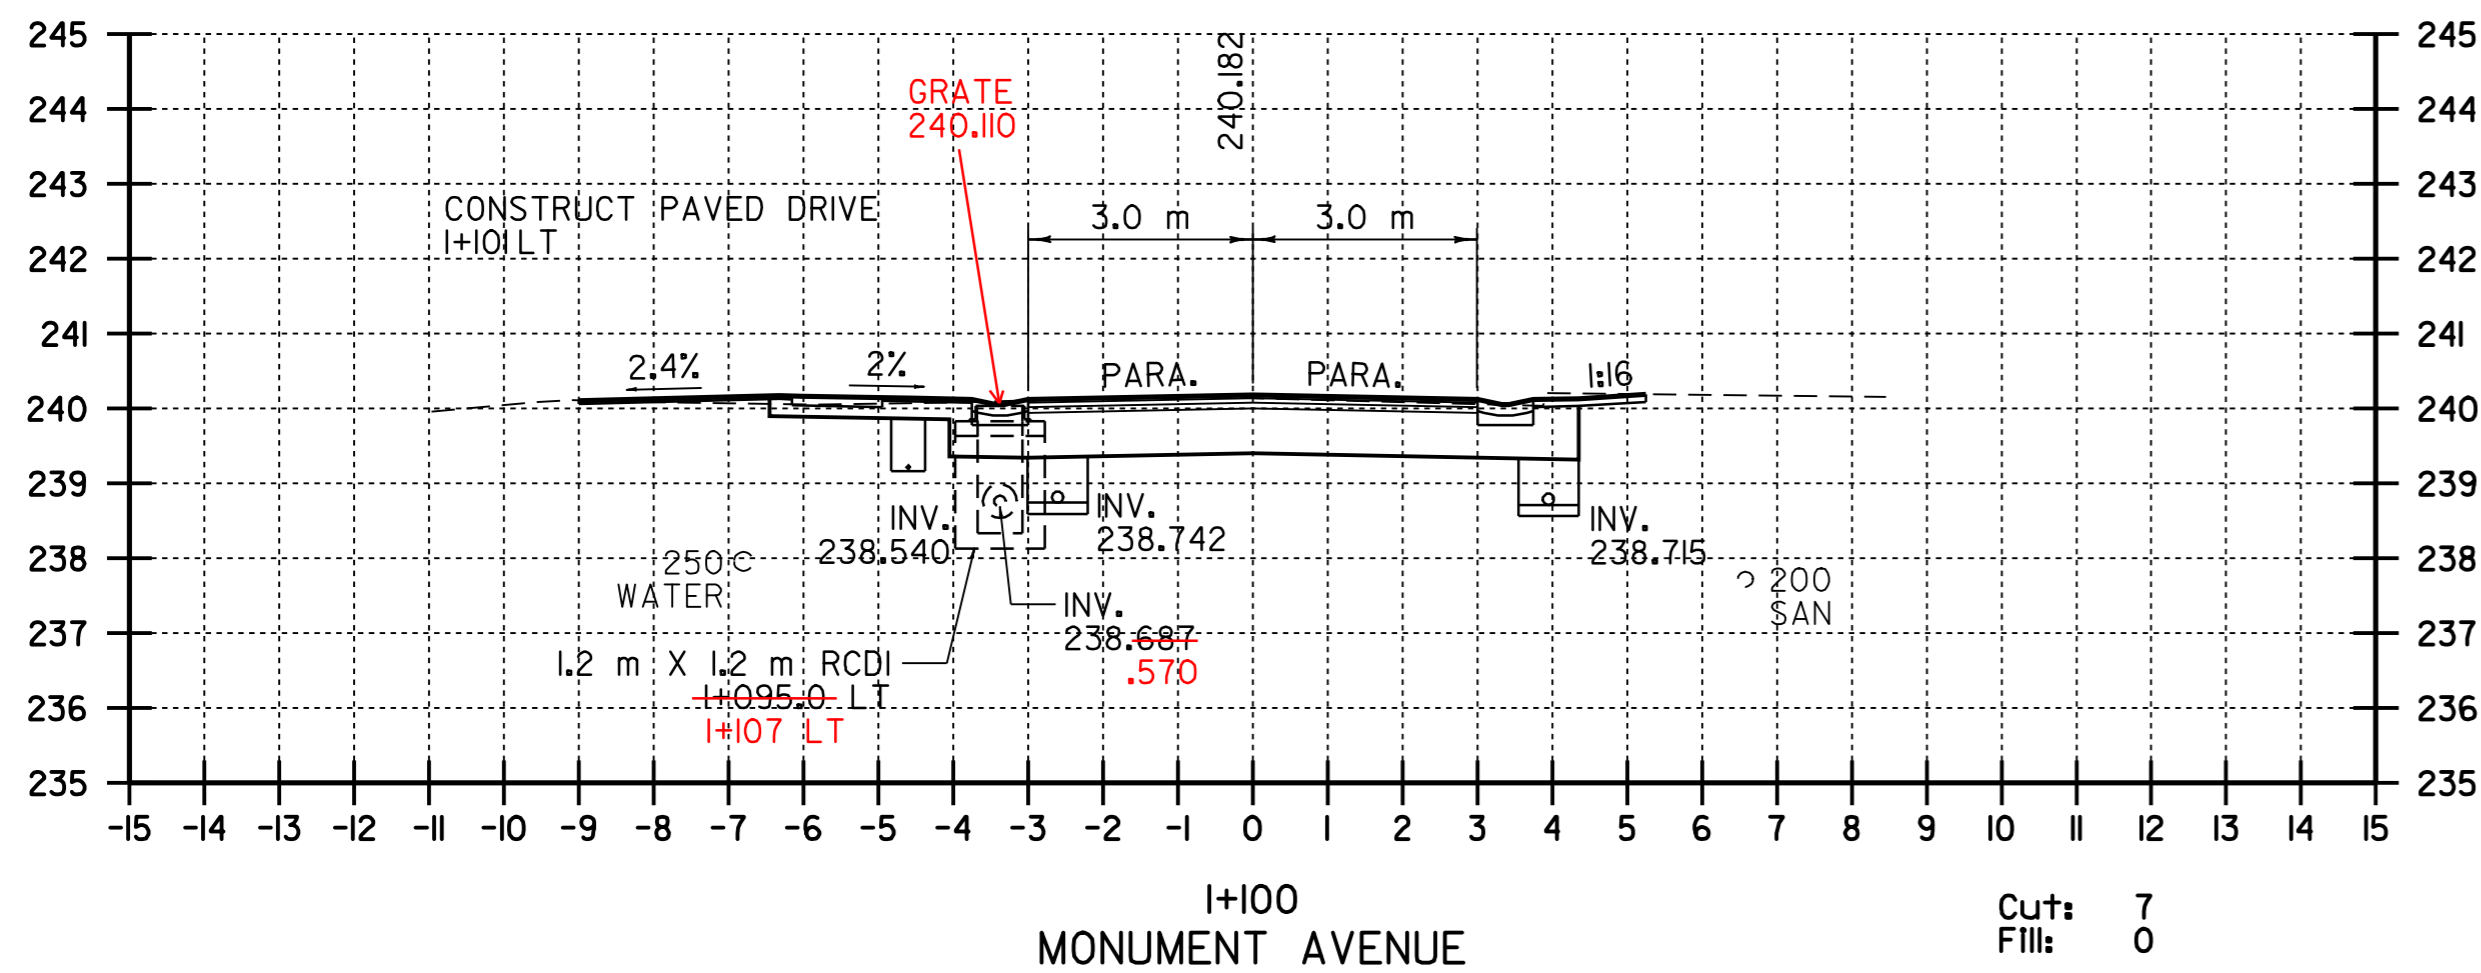 245
244
243
242
241
240
239
238
237
236
235
GRATE
240.110
240.182
CONSTRUCT PAVED DRIVE
1+101 LT
3.0 m
3.0 m
2.4%
2%
PARA.
PARA.
1:16
INV.
238.540
INV.
238.742
INV.
238.715
250
WATER
200
SAN
INV.
238.687
.570
1.2 m X 1.2 m RCDI
1+095.0 LT
1+107 LT
245
244
243
242
241
240
239
238
237
236
235
-15 -14 -13 -12 -11 -10 -9 -8 -7 -6 -5 -4 -3 -2 -1 0 1 2 3 4 5 6 7 8 9 10 11 12 13 14 15
1+100
MONUMENT AVENUE
Cut: 7
Fill: 0